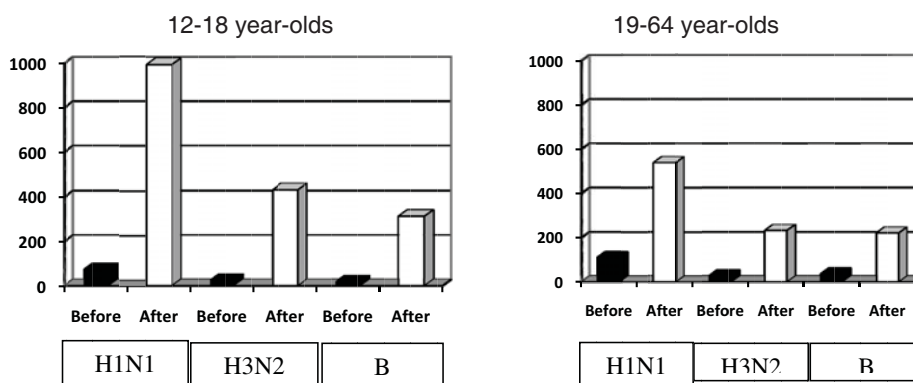 12-18 year-olds
1000
800
600
400
200
0
Before After Before After Before After
H1N1 H3N2 B
19-64 year-olds
1000
800
600
400
200
0
Before After Before After Before After
H1N1 H3N2 B